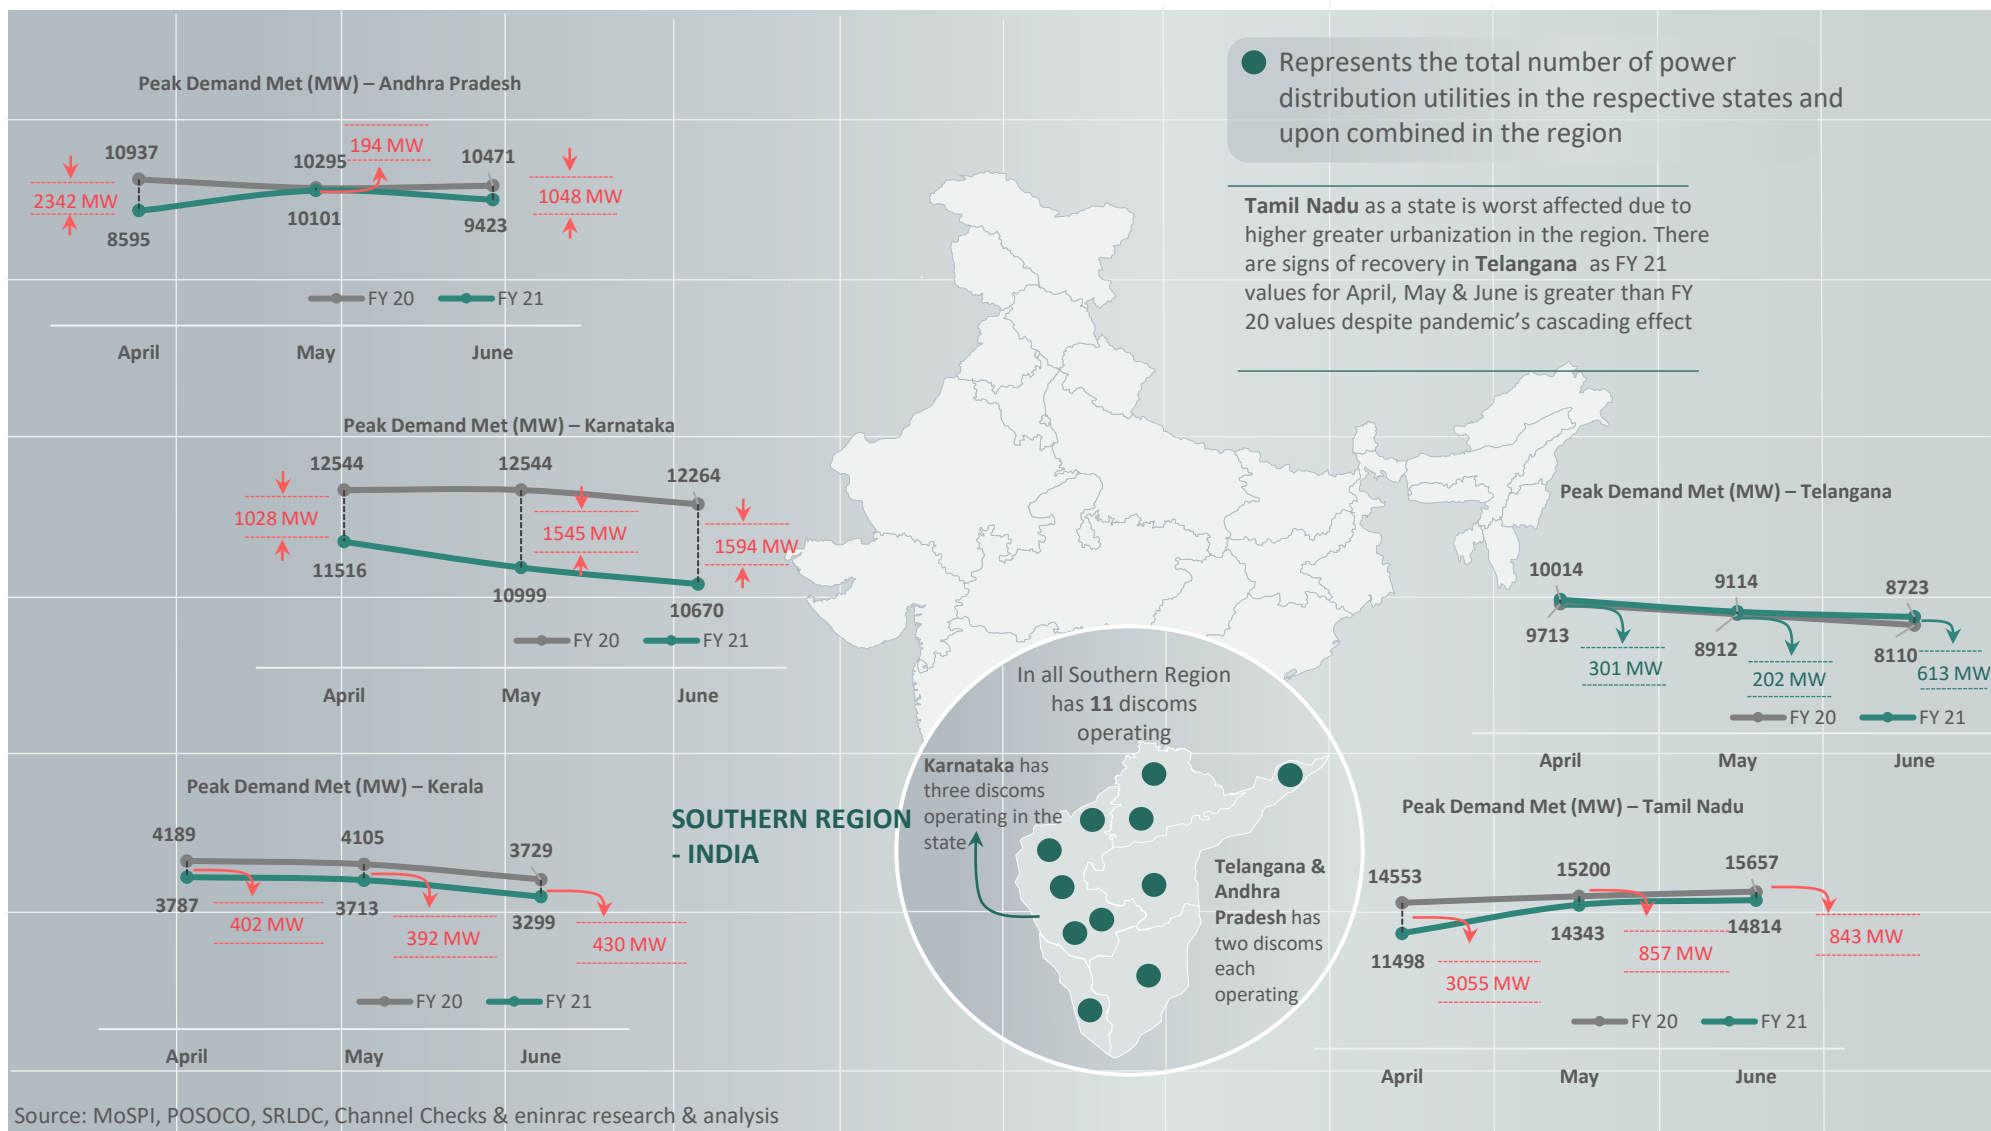 Peak Demand Met (MW) – Andhra Pradesh
10937
10295
10471
8595
10101
9423
2342 MW
194 MW
1048 MW
FY 20
FY 21
April
May
June
Represents the total number of power
distribution utilities in the respective states and
upon combined in the region
Tamil Nadu as a state is worst affected due to
higher greater urbanization in the region. There
are signs of recovery in Telangana as FY 21
values for April, May & June is greater than FY
20 values despite pandemic's cascading effect
Peak Demand Met (MW) – Karnataka
12544
12544
12264
1028 MW
1545 MW
1594 MW
11516
10999
10670
FY 20
FY 21
April
May
June
Peak Demand Met (MW) – Telangana
10014
9114
8723
9713
8912
8110
301 MW
202 MW
613 MW
FY 20
FY 21
April
May
June
Peak Demand Met (MW) – Kerala
4189
4105
3729
3787
3713
3299
402 MW
392 MW
430 MW
FY 20
FY 21
April
May
June
SOUTHERN REGION
- INDIA
In all Southern Region
has 11 discoms
operating
Karnataka has
three discoms
operating in the
state
Telangana &
Andhra
Pradesh has
two discoms
each
operating
Peak Demand Met (MW) – Tamil Nadu
14553
15200
15657
11498
14343
14814
3055 MW
857 MW
843 MW
FY 20
FY 21
April
May
June
Source: MoSPI, POSOCO, SRLDC, Channel Checks & eninrac research & analysis